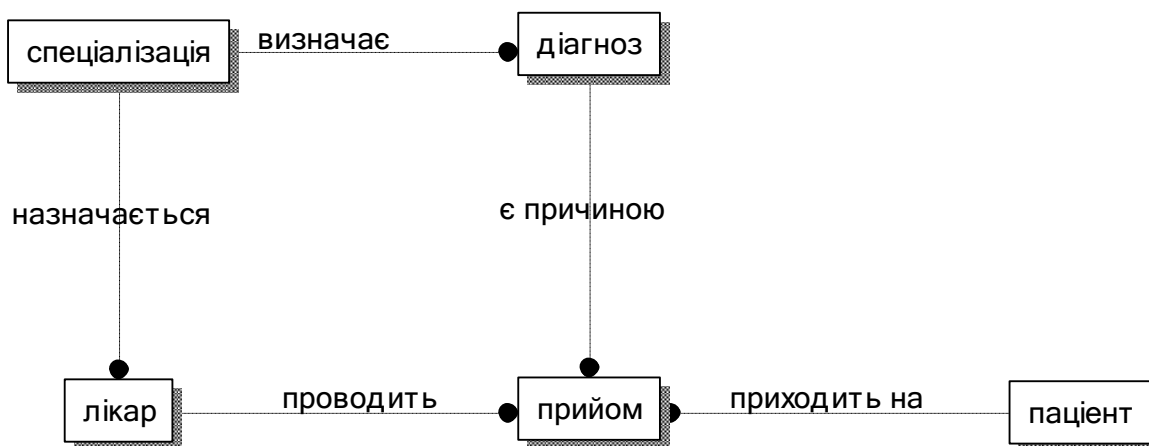 спеціалізація
визначає
діагноз
назначається
є причиною
лікар
проводить
прийом
приходить на
пацієнт